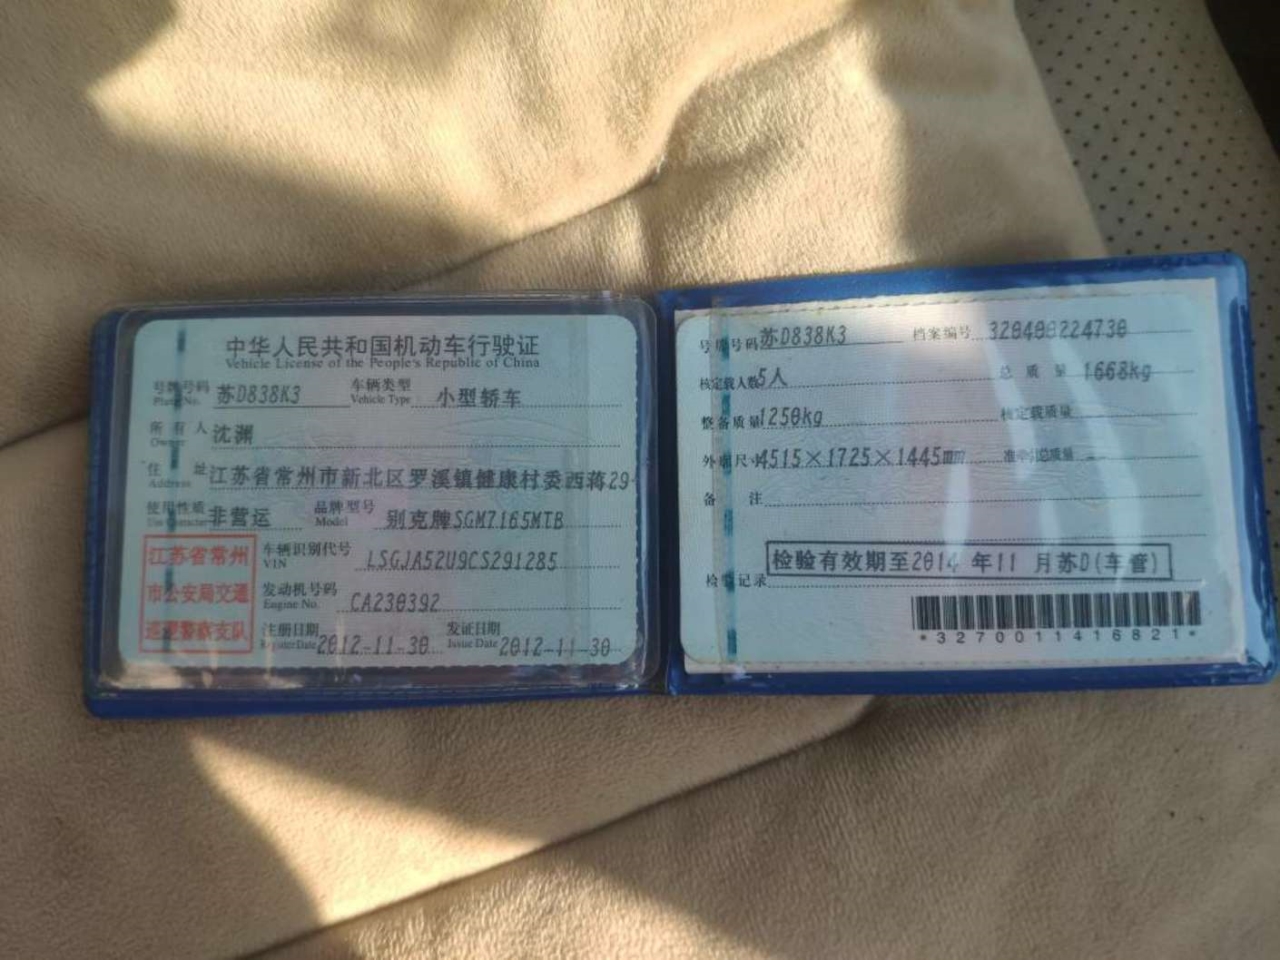 中华人民共和国机动车行驶证
Vehicle License of the People's Republic of China
号牌号码 苏D838K3 车辆类型 小型轿车
Plate No. Vehicle Type
所有人 沈渊
Owner
住址 江苏省常州市新北区罗溪镇健康村委西蒋29
Address
使用性质 非营运 品牌型号 别克牌SGM7165MTB
Use Character Model
江苏省常州
市公安局交通
巡逻警察支队
车辆识别代号 LSGJA52U9CS291285
VIN
发动机号码 CA230392
Engine No.
注册日期 2012-11-30 发证日期 2012-11-30
Register Date Issue Date
号牌号码 苏D838K3 档案编号 320400224730
核定载人数 5人 总质量 1668kg
整备质量 1250kg 核定载质量
外廓尺寸 4515×1725×1445mm 准牵引总质量
备注
检验有效期至2014年11月苏D(车管)
检验记录
*3270011416821*